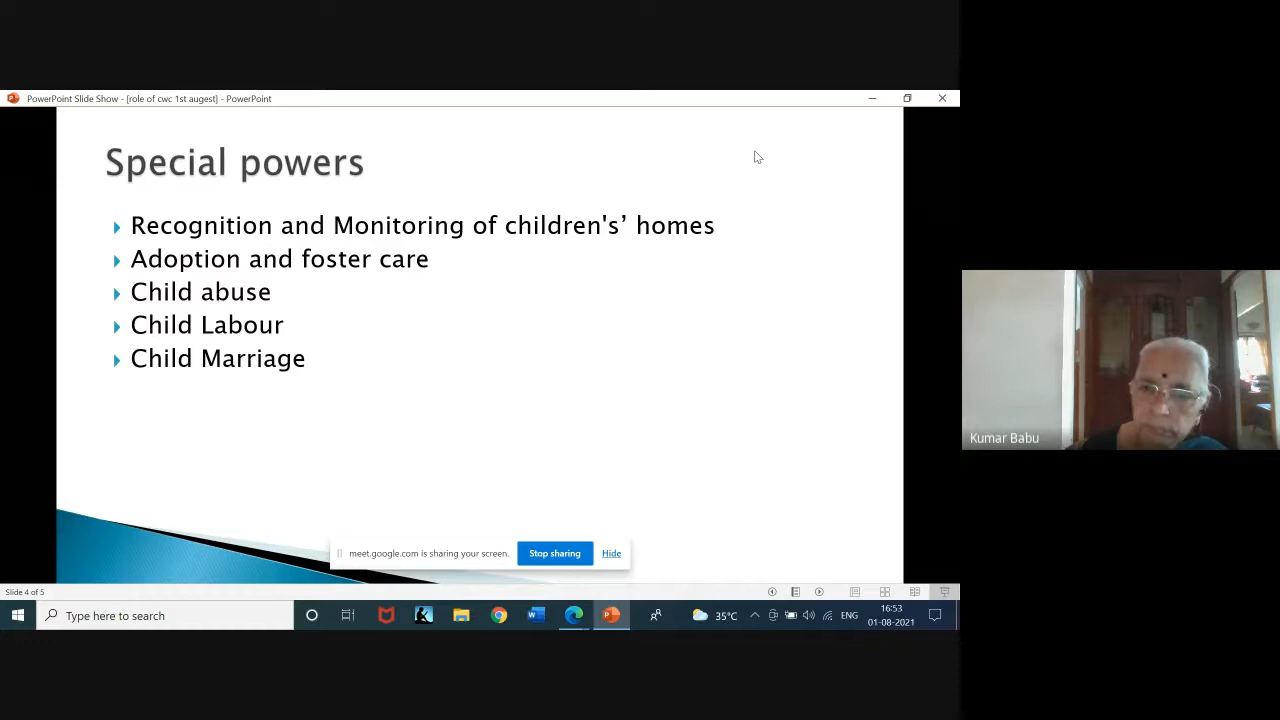 PowerPoint Slide Show - [role of cwc 1st augest] - PowerPoint
Special powers
Recognition and Monitoring of children's’ homes
Adoption and foster care
Child abuse
Child Labour
Child Marriage
Kumar Babu
meet.google.com is sharing your screen.
Stop sharing
Hide
Slide 4 of 5
Type here to search
35°C
ENG
16:53
01-08-2021